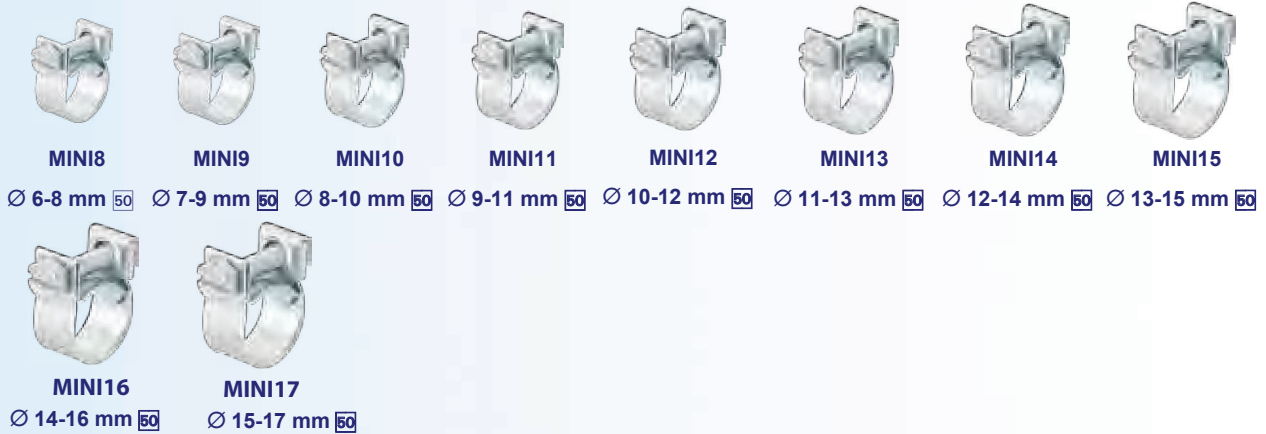 MINI8 MINI9 MINI10 MINI11 MINI12 MINI13 MINI14 MINI15
∅ 6-8 mm 50 ∅ 7-9 mm 50 ∅ 8-10 mm 50 ∅ 9-11 mm 50 ∅ 10-12 mm 50 ∅ 11-13 mm 50 ∅ 12-14 mm 50 ∅ 13-15 mm 50
MINI16 MINI17
∅ 14-16 mm 50 ∅ 15-17 mm 50